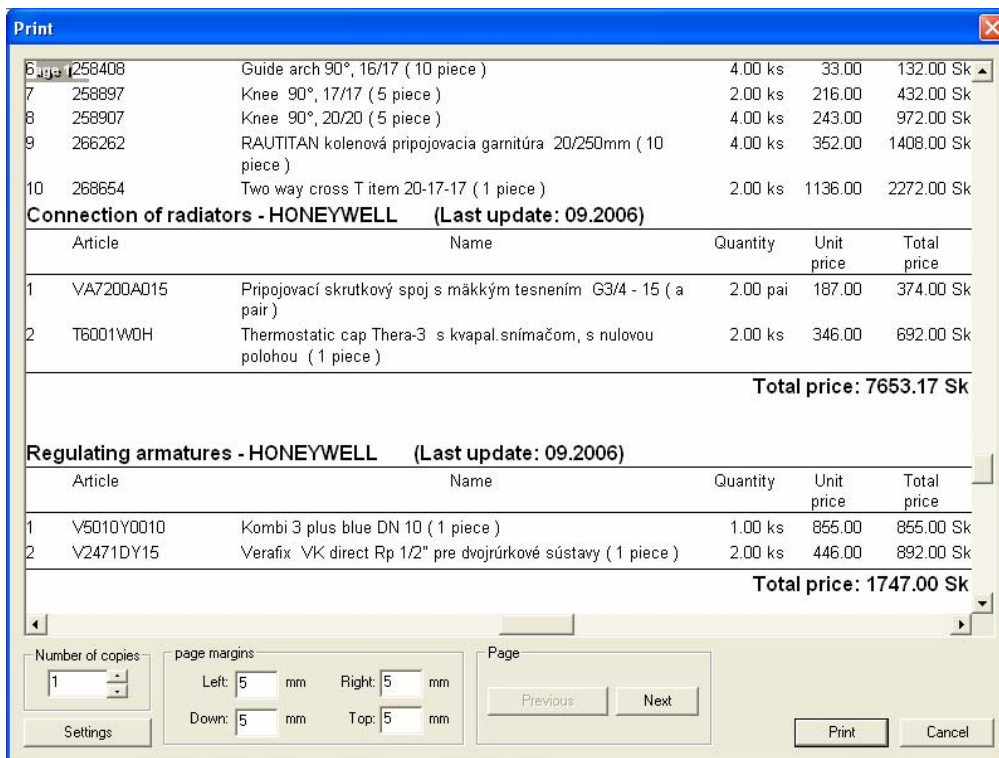 Print
6 258408 Guide arch 90°, 16/17 ( 10 piece ) 4.00 ks 33.00 132.00 Sk
7 258897 Knee 90°, 17/17 ( 5 piece ) 2.00 ks 216.00 432.00 Sk
8 258907 Knee 90°, 20/20 ( 5 piece ) 4.00 ks 243.00 972.00 Sk
9 266262 RAUTITAN kolenová pripojovacia garnitúra 20/250mm ( 10 4.00 ks 352.00 1408.00 Sk
piece )
10 268654 Two way cross T item 20-17-17 ( 1 piece ) 2.00 ks 1136.00 2272.00 Sk
Connection of radiators - HONEYWELL (Last update: 09.2006)
Article Name Quantity Unit Total
price price
1 VA7200A015 Pripojovací skrutkový spoj s mäkkým tesnením G3/4 - 15 ( a 2.00 pai 187.00 374.00 Sk
pair )
2 T6001W0H Thermostatic cap Thera-3 s kvapal.snímačom, s nulovou 2.00 ks 346.00 692.00 Sk
polohou ( 1 piece )
Total price: 7653.17 Sk
Regulating armatures - HONEYWELL (Last update: 09.2006)
Article Name Quantity Unit Total
price price
1 V5010Y0010 Kombi 3 plus blue DN 10 ( 1 piece ) 1.00 ks 855.00 855.00 Sk
2 V2471DY15 Verafix VK direct Rp 1/2" pre dvojrúrkové sústavy ( 1 piece ) 2.00 ks 446.00 892.00 Sk
Total price: 1747.00 Sk
Number of copies page margins Page
1 Left: 5 mm Right: 5 mm
Previous Next
Down: 5 mm Top: 5 mm
Settings Print Cancel